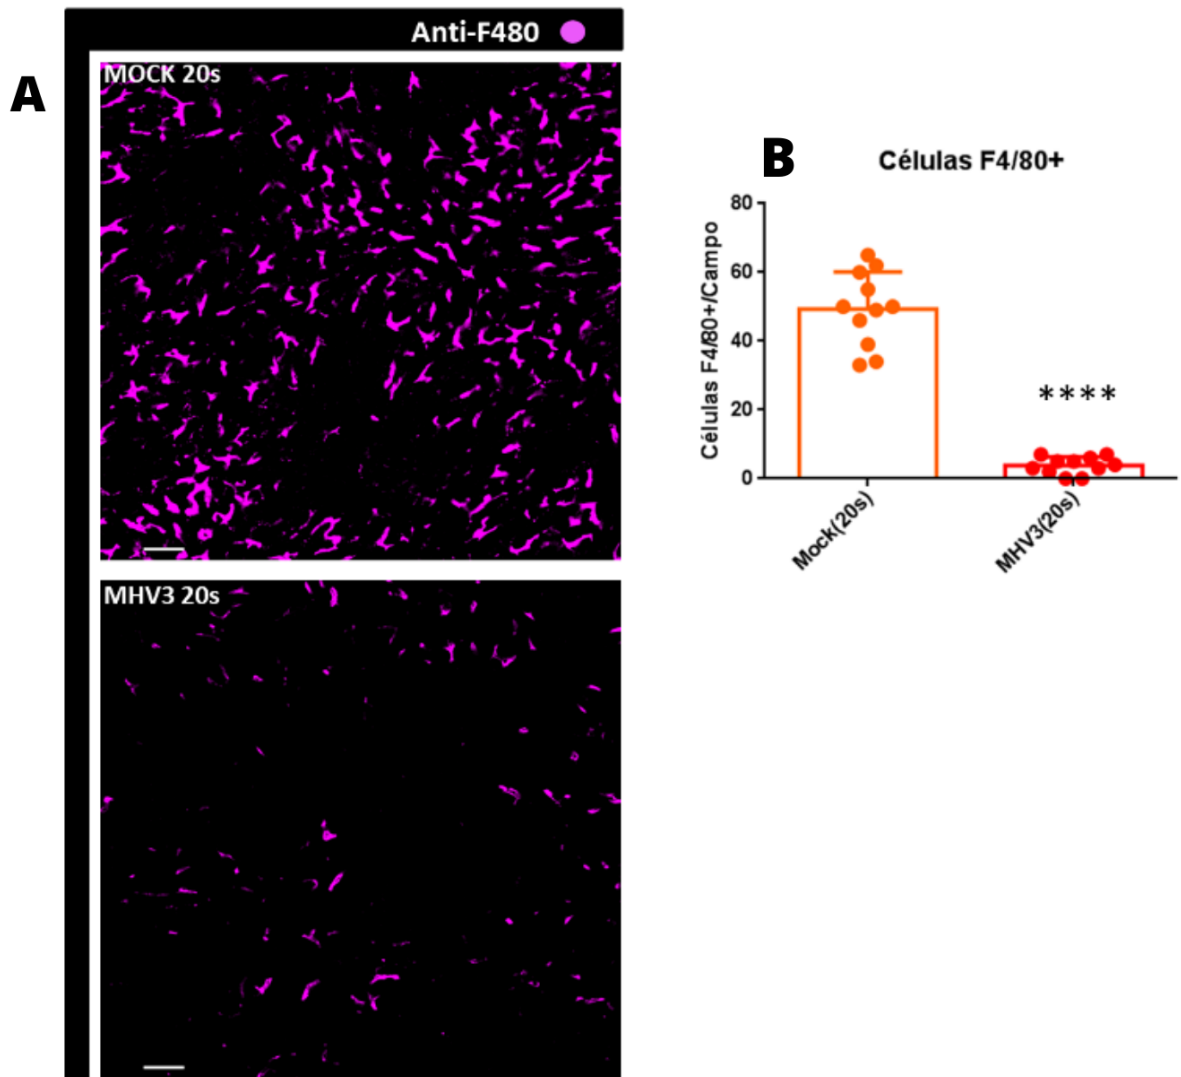 Anti-F480
A
MOCK 20s
MHV3 20s
B
Células F4/80+
Células F4/80+/Campo
80
60
40
20
0
****
Mock(20s)
MHV3(20s)